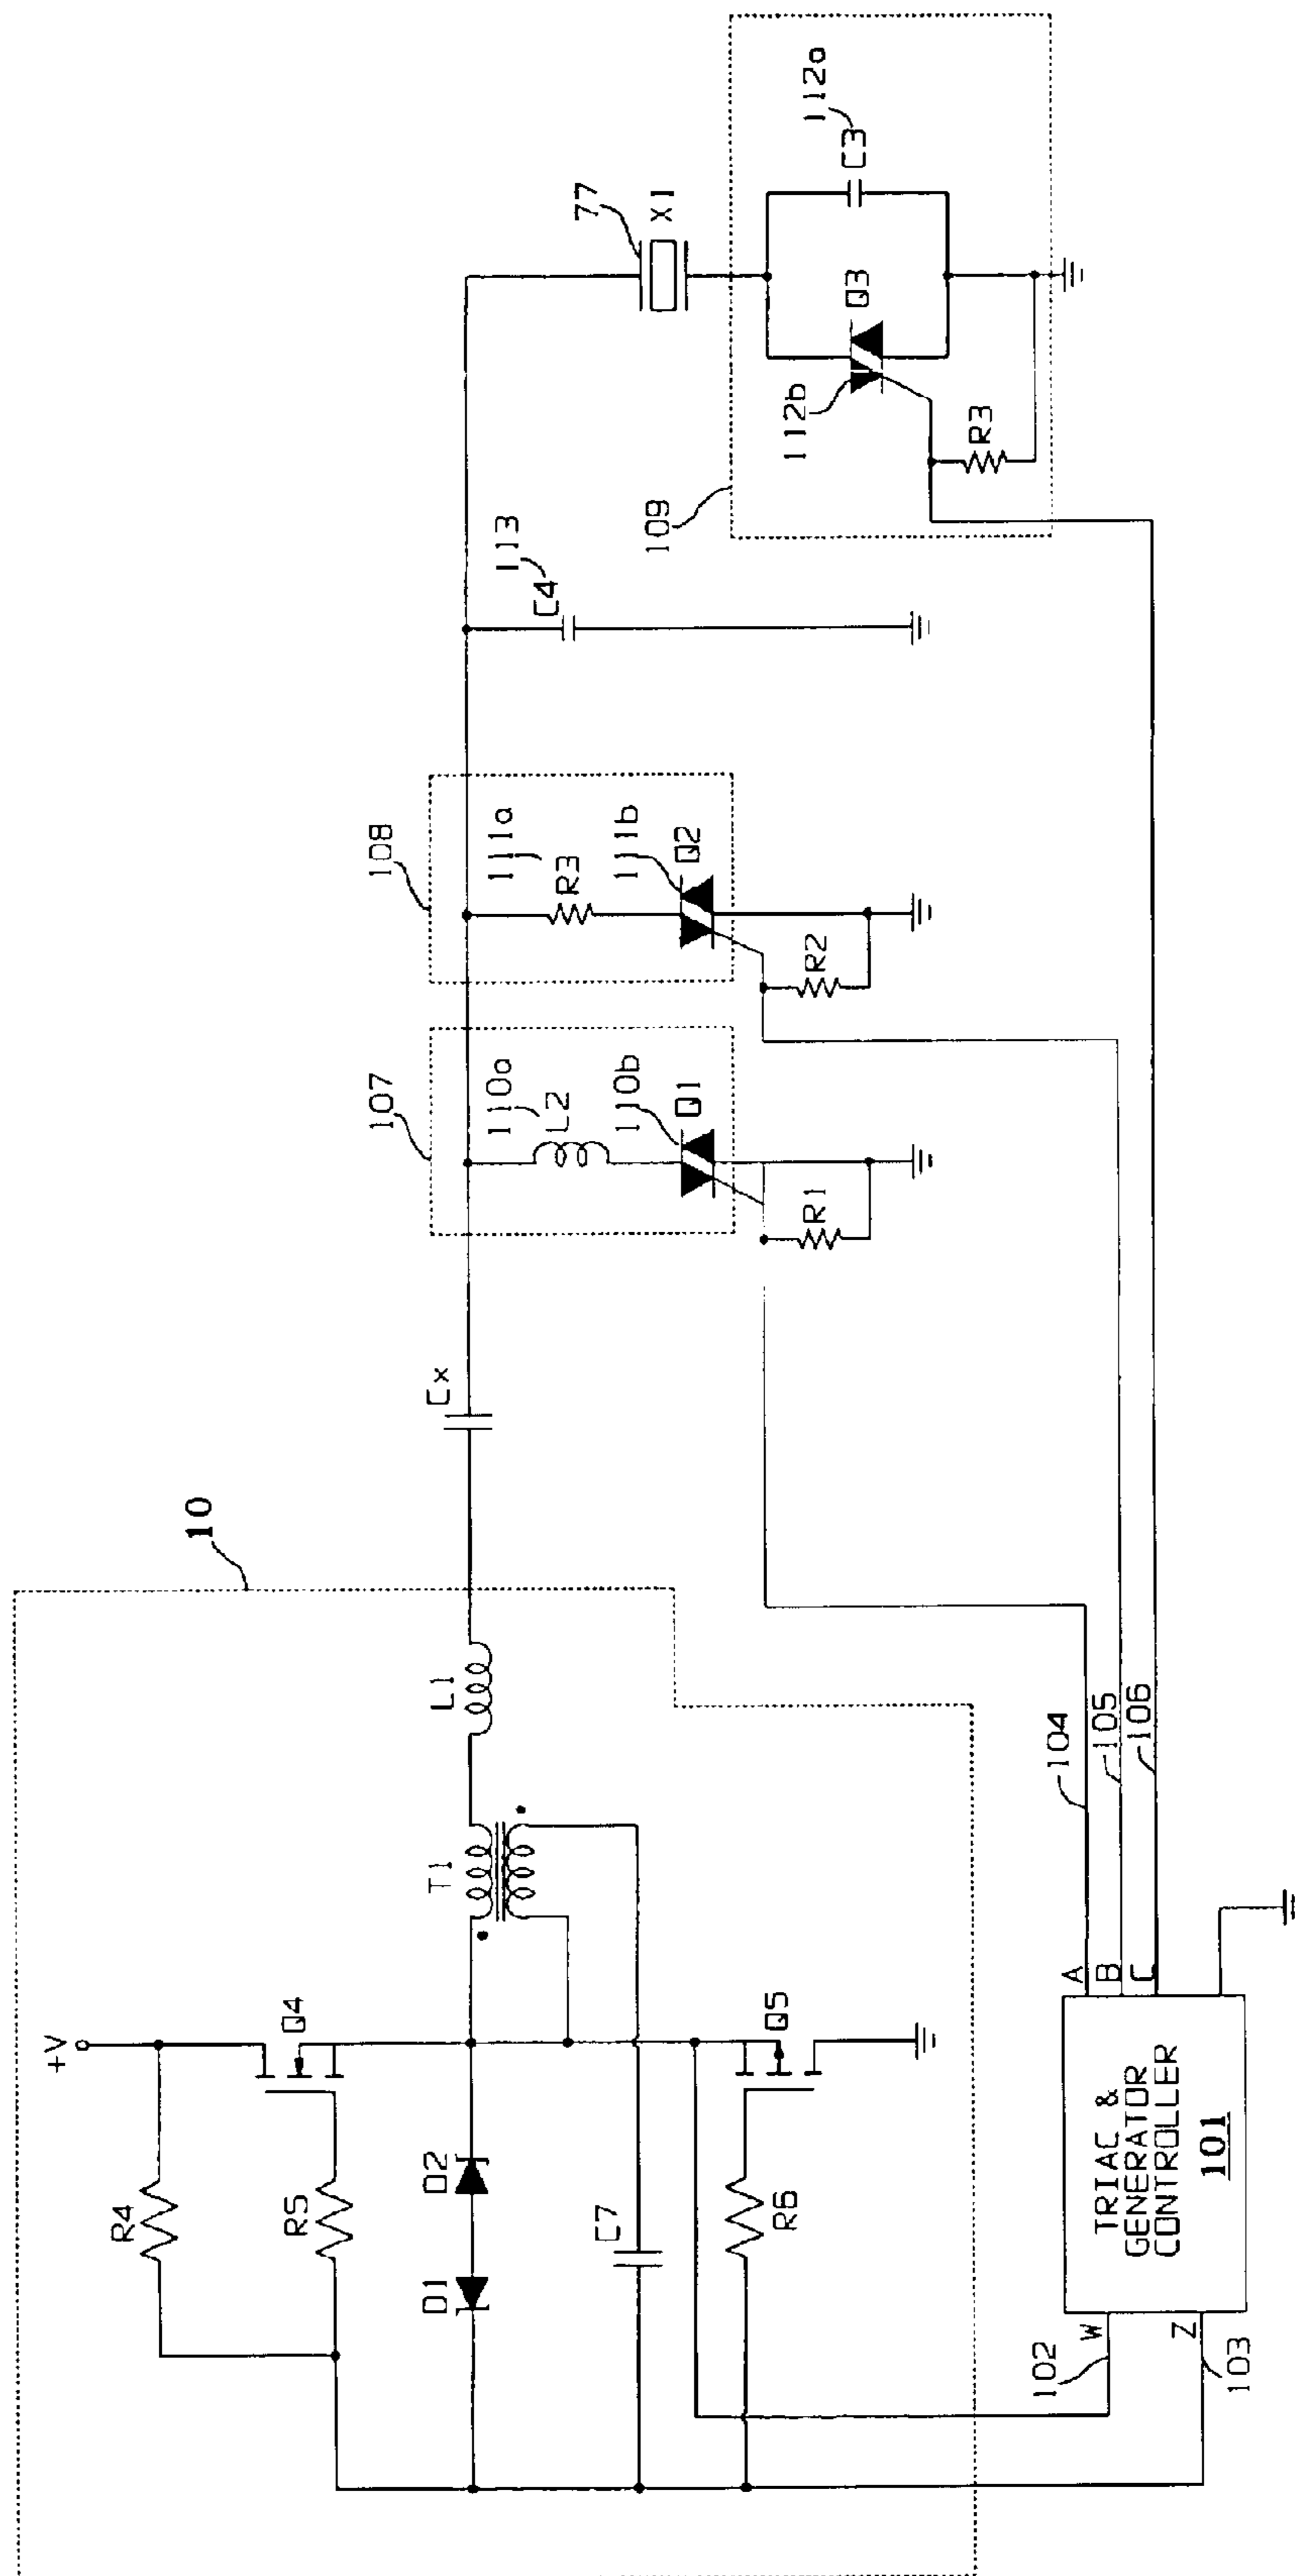 10
+V
R4
Q4
R5
D1
D2
T1
L1
Cx
C7
R6
Q5
107
110a
L2
110b
Q1
R1
108
111a
R3
111b
Q2
R2
113
C4
77
X1
109
112a
C3
112b
Q3
R3
102
W
Z
103
TRIAC &
GENERATOR
CONTROLLER
101
A
B
C
104
105
106